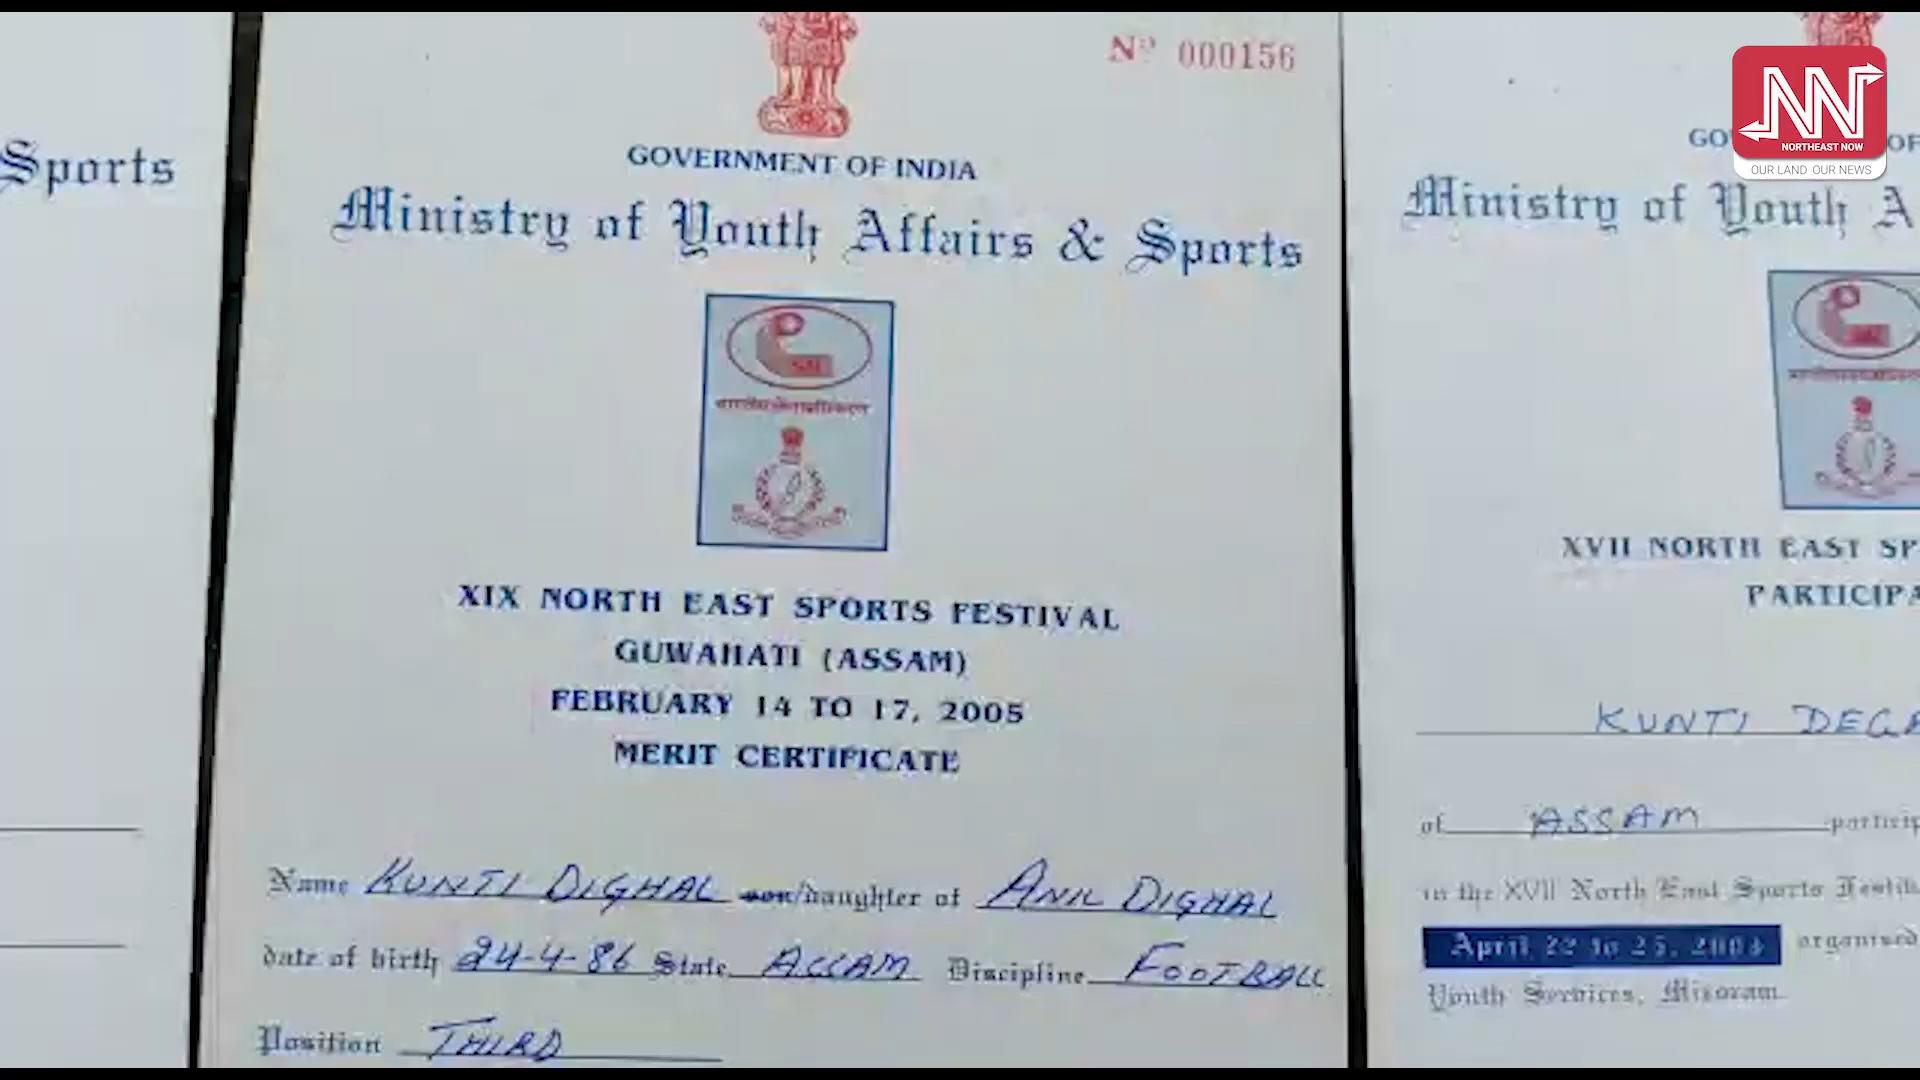 Sports
Nº 000156
GOVERNMENT OF INDIA
Ministry of Youth Affairs & Sports
SAI
XIX NORTH EAST SPORTS FESTIVAL
GUWAHATI (ASSAM)
FEBRUARY 14 TO 17, 2005
MERIT CERTIFICATE
Name KUNTI DIGHAL son/daughter of ANIL DIGHAL
date of birth 24-4-86 State ASSAM Discipline FOOTBALL
Position THIRD
NN
NORTHEAST NOW
OUR LAND OUR NEWS
Ministry of Youth A
XVII NORTH EAST SP
PARTICIPA
KUNTI DEGA
of ASSAM particip
in the XVII North East Sports Festi
April 22 to 25, organised
Youth Services, Mizoram